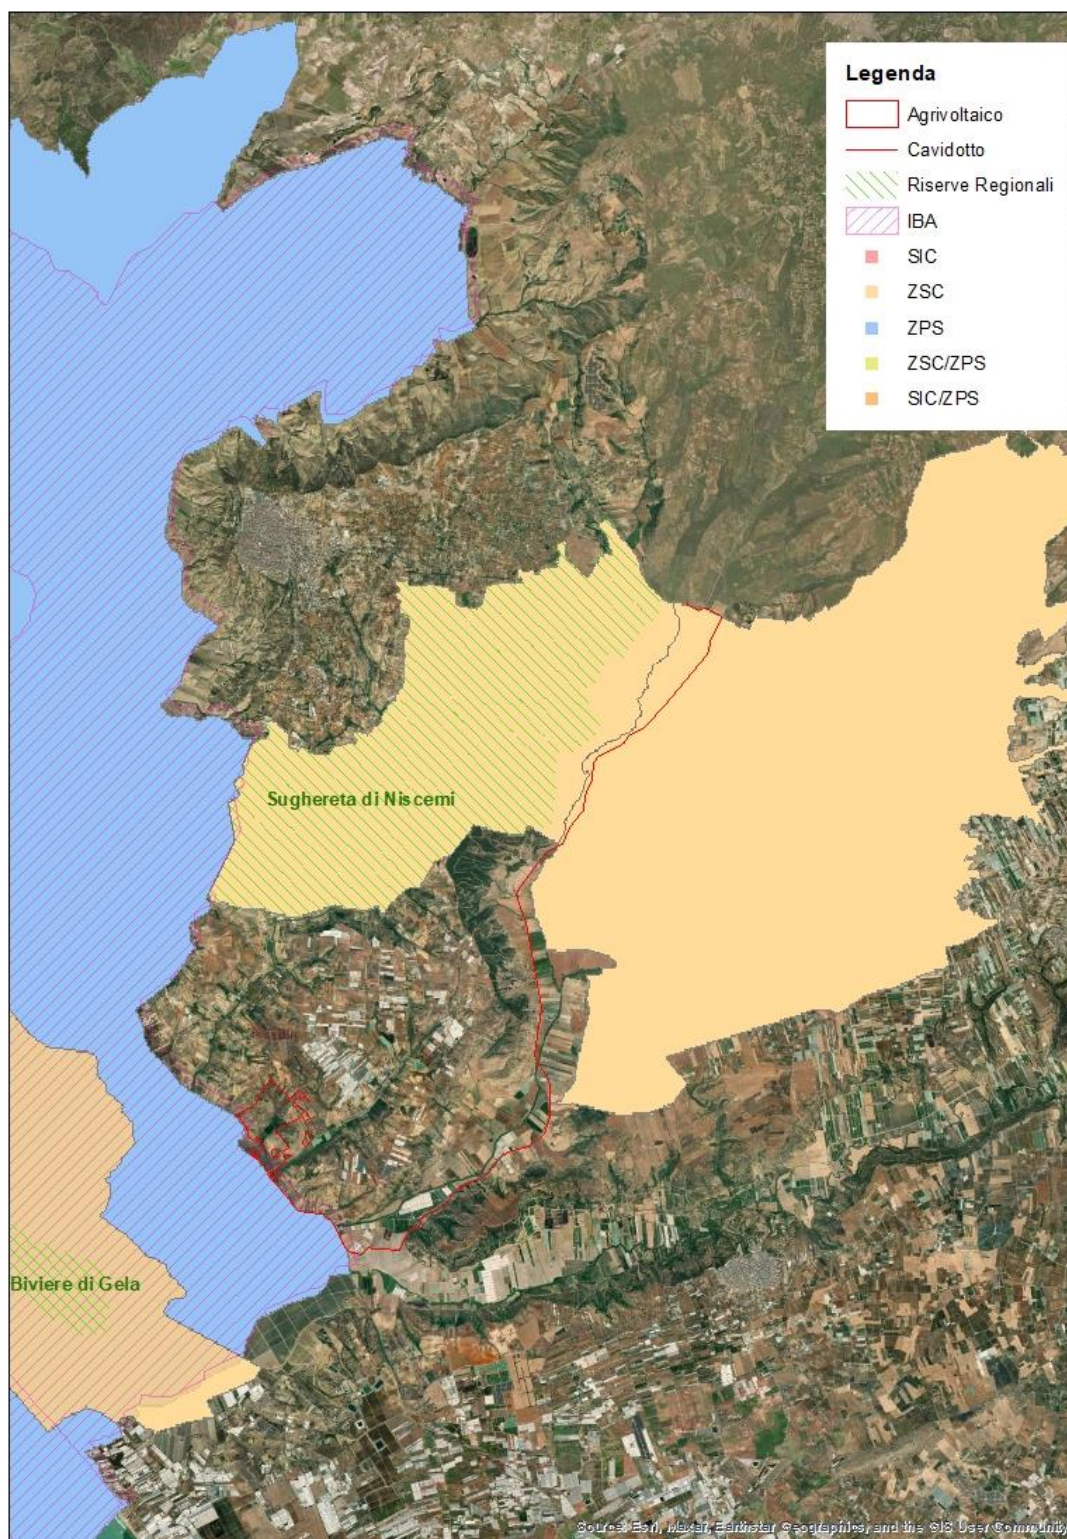 Legenda
Agrivoltaico
Cavidotto
Riserve Regionali
IBA
SIC
ZSC
ZPS
ZSC/ZPS
SIC/ZPS
Sughereta di Niscemi
Biviere di Gela
Source: Esri, Maxar, Earthstar Geographics, and the GIS User Community